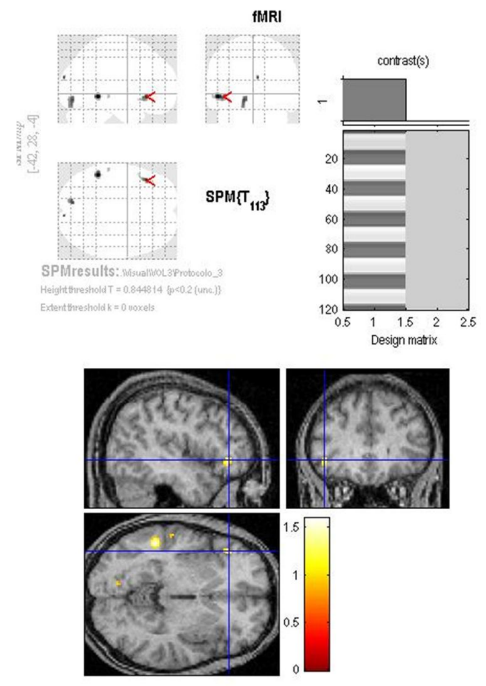 fMRI
contrast(s)
1
[-42, 28, -4]
SPM{T113}
20
40
60
80
100
120
0.5 1 1.5 2 2.5
Design matrix
SPMresults: .\Visual\VOL3\Protocolo_3
Height threshold T = 0.844814 {p<0.2 (unc.)}
Extent threshold k = 0 voxels
1.5
1
0.5
0